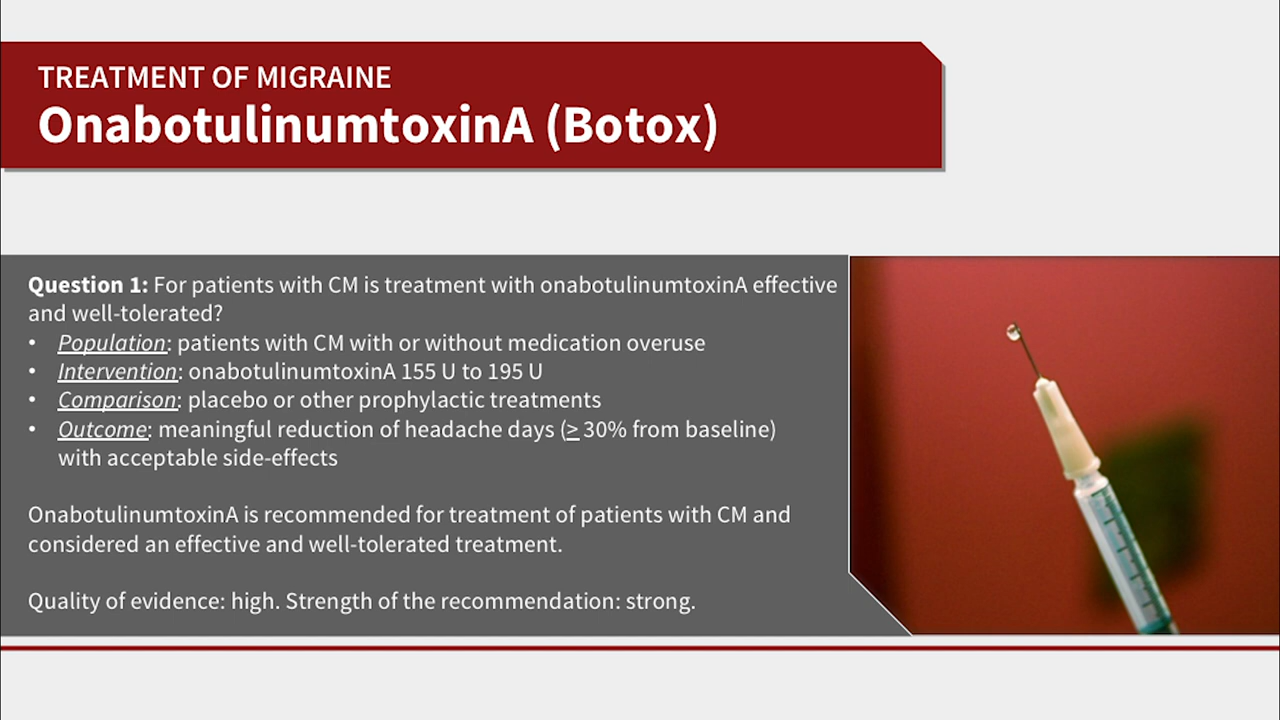 TREATMENT OF MIGRAINE
OnabotulinumtoxinA (Botox)
Question 1: For patients with CM is treatment with onabotulinumtoxinA effective
and well-tolerated?
• Population: patients with CM with or without medication overuse
• Intervention: onabotulinumtoxinA 155 U to 195 U
• Comparison: placebo or other prophylactic treatments
• Outcome: meaningful reduction of headache days (≥ 30% from baseline)
with acceptable side-effects
OnabotulinumtoxinA is recommended for treatment of patients with CM and
considered an effective and well-tolerated treatment.
Quality of evidence: high. Strength of the recommendation: strong.